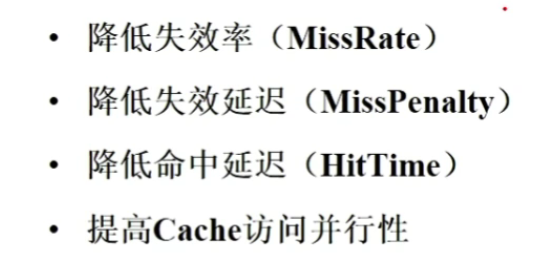 • 降低失效率（MissRate）
• 降低失效延迟（MissPenalty）
• 降低命中延迟（HitTime）
• 提高Cache访问并行性